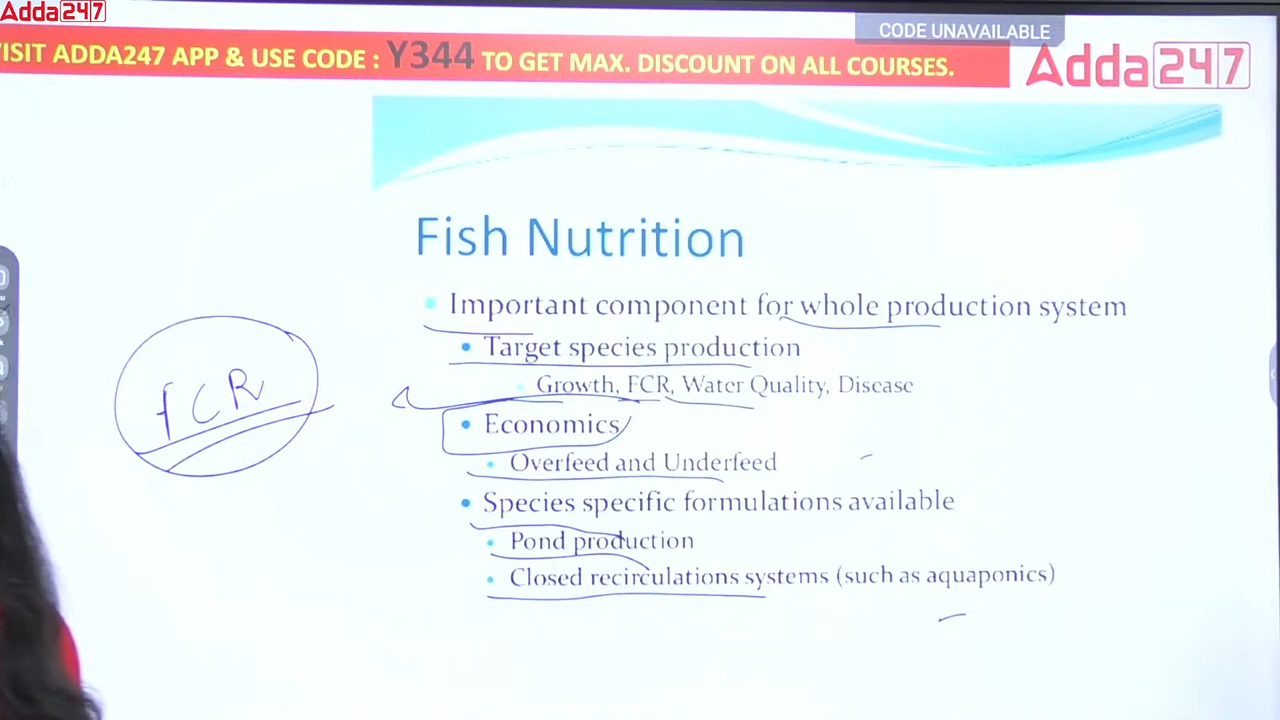 Adda247
CODE UNAVAILABLE
VISIT ADDA247 APP & USE CODE : Y344 TO GET MAX. DISCOUNT ON ALL COURSES.
Adda247
Fish Nutrition
Important component for whole production system
Target species production
Growth, FCR, Water Quality, Disease
FCR
Economics
Overfeed and Underfeed
Species specific formulations available
Pond production
Closed recirculations systems (such as aquaponics)